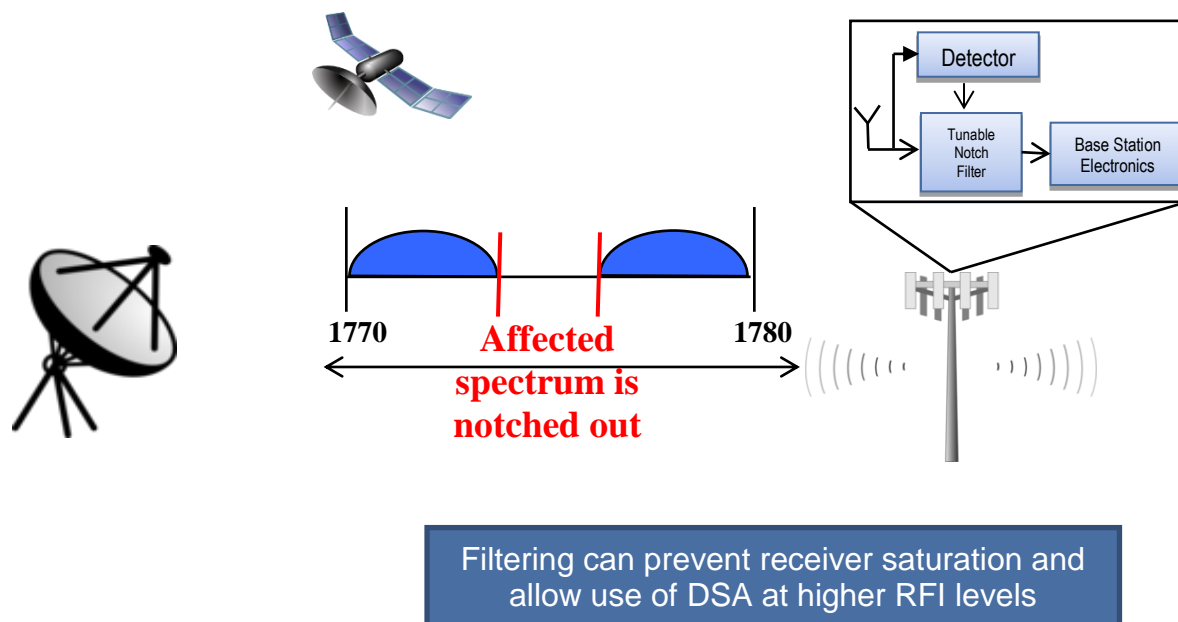 Detector
Tunable
Notch
Filter
Base Station
Electronics
1770
1780
Affected
spectrum is
notched out
Filtering can prevent receiver saturation and
allow use of DSA at higher RFI levels